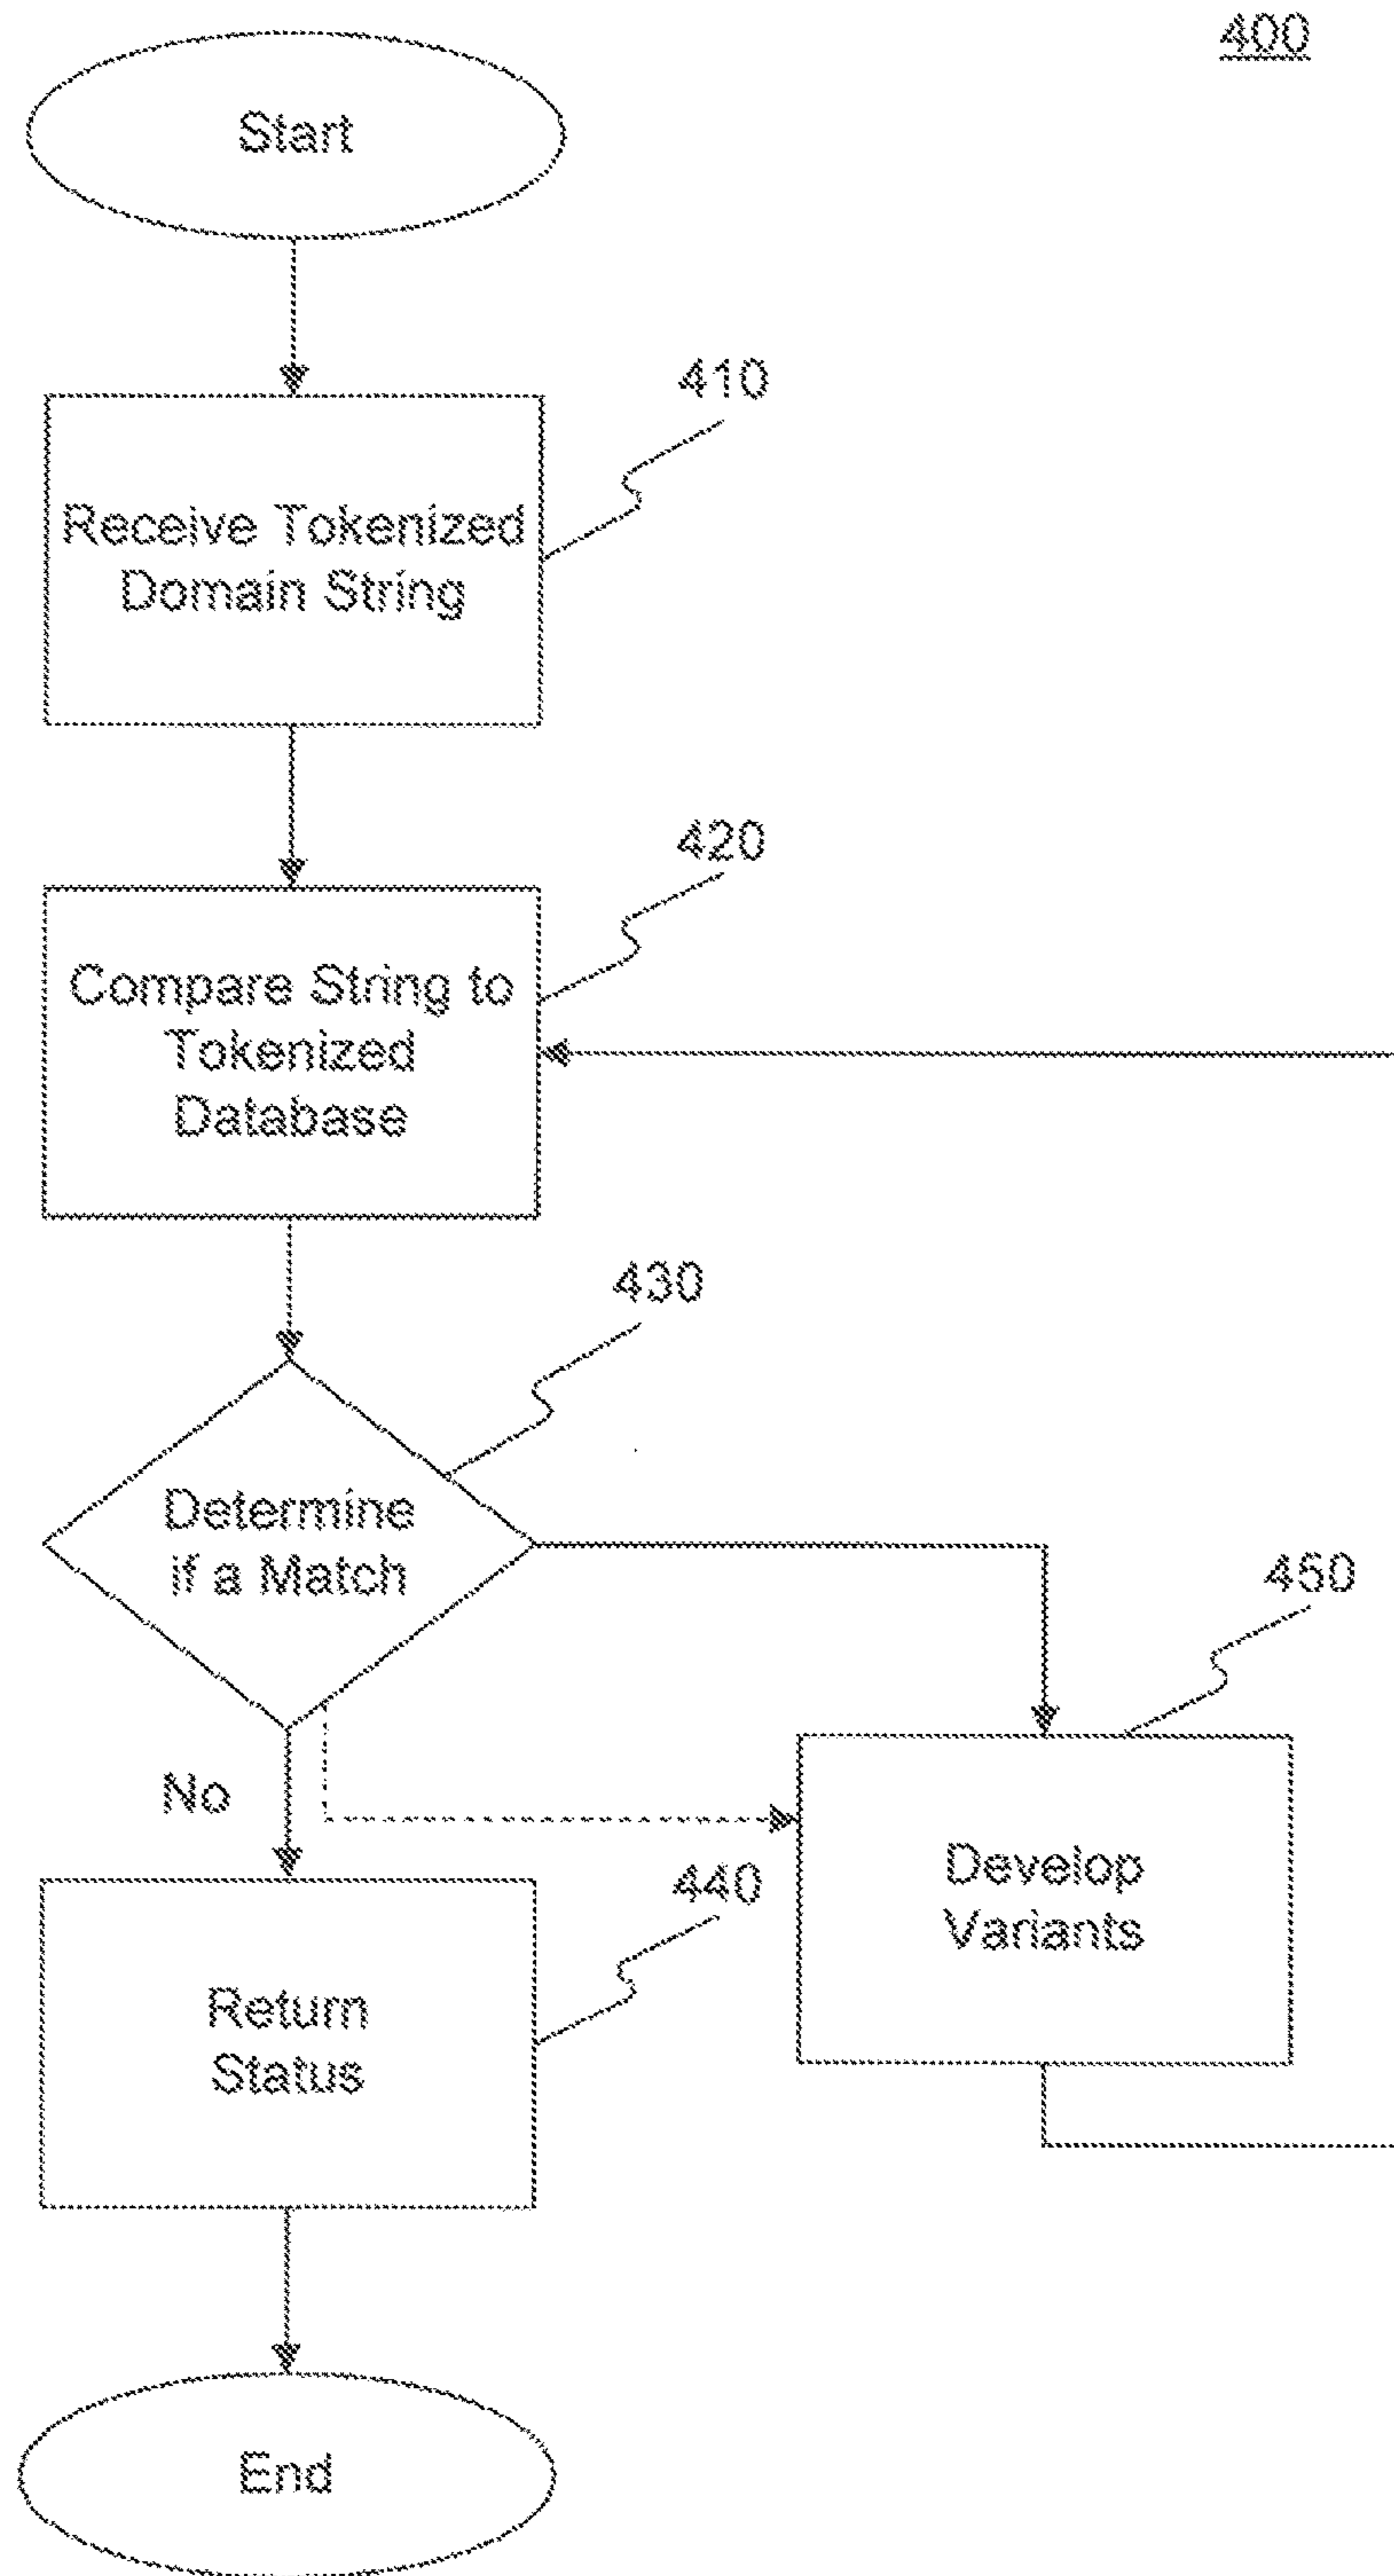 400
Start
410
Receive Tokenized
Domain String
420
Compare String to
Tokenized
Database
430
Determine
if a Match
450
No
Develop
Variants
440
Return
Status
End